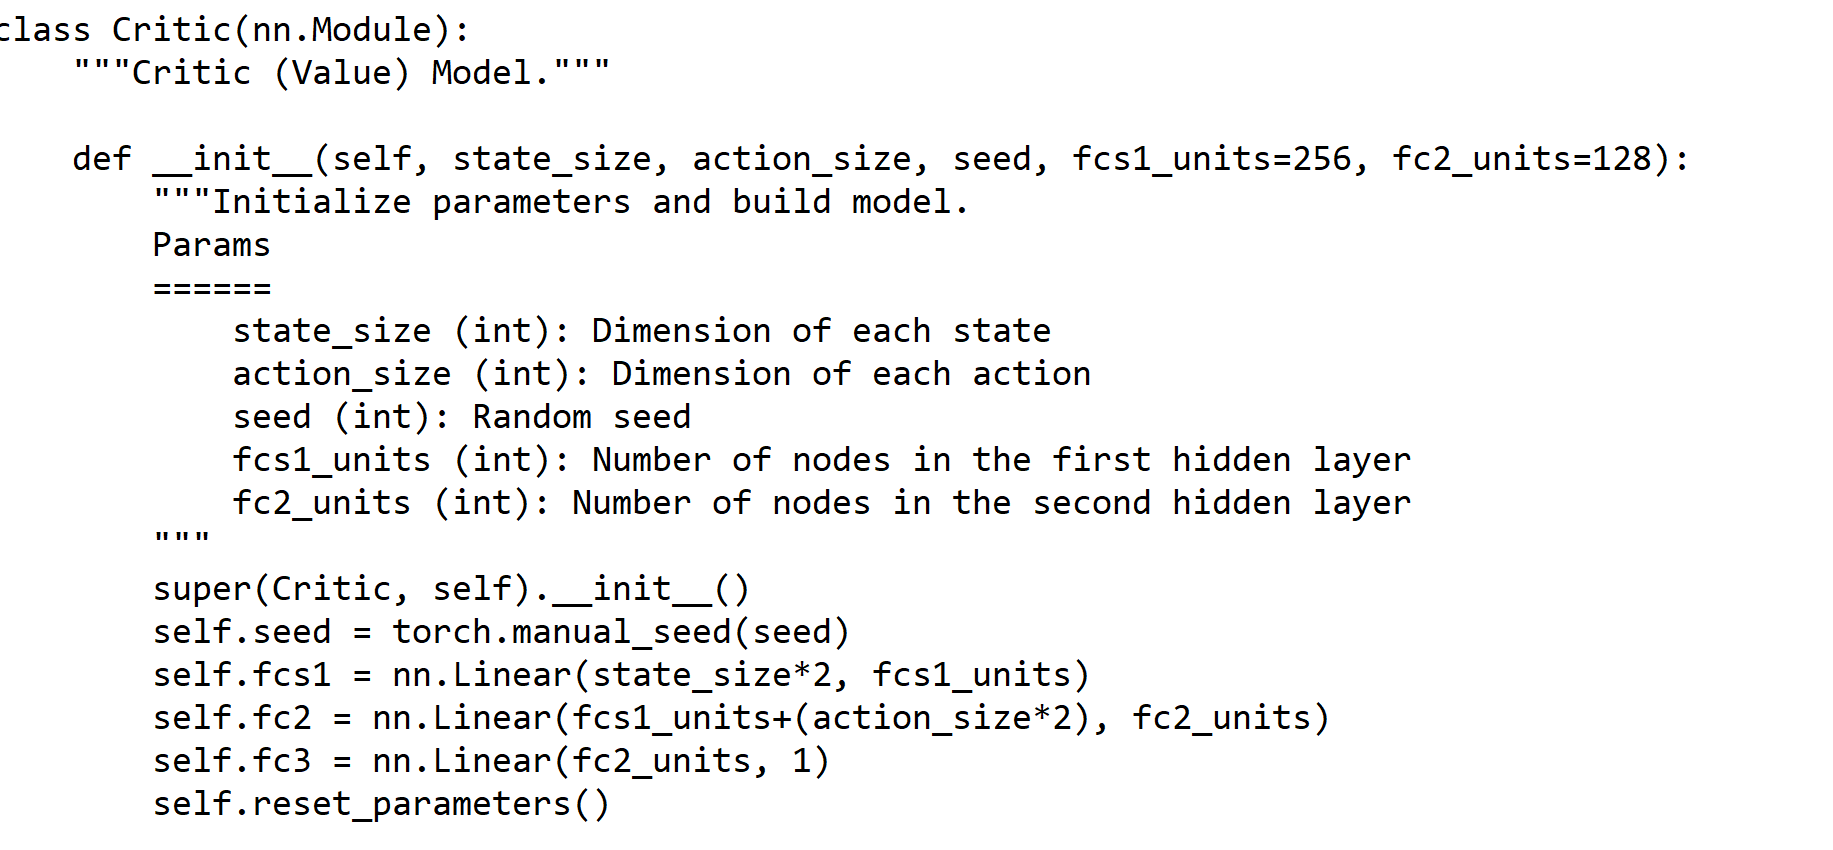 class Critic(nn.Module):
    """Critic (Value) Model."""

    def __init__(self, state_size, action_size, seed, fcs1_units=256, fc2_units=128):
        """Initialize parameters and build model.
        Params
        ======
            state_size (int): Dimension of each state
            action_size (int): Dimension of each action
            seed (int): Random seed
            fcs1_units (int): Number of nodes in the first hidden layer
            fc2_units (int): Number of nodes in the second hidden layer
        """
        super(Critic, self).__init__()
        self.seed = torch.manual_seed(seed)
        self.fcs1 = nn.Linear(state_size*2, fcs1_units)
        self.fc2 = nn.Linear(fcs1_units+(action_size*2), fc2_units)
        self.fc3 = nn.Linear(fc2_units, 1)
        self.reset_parameters()